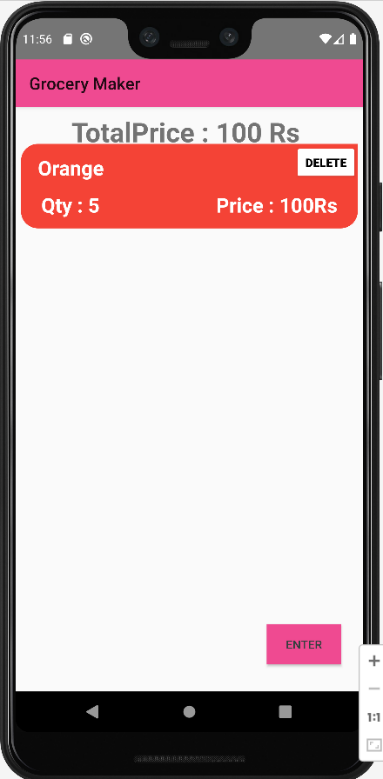 11:56
Grocery Maker
TotalPrice : 100 Rs
Orange
DELETE
Qty : 5
Price : 100Rs
ENTER
1:1